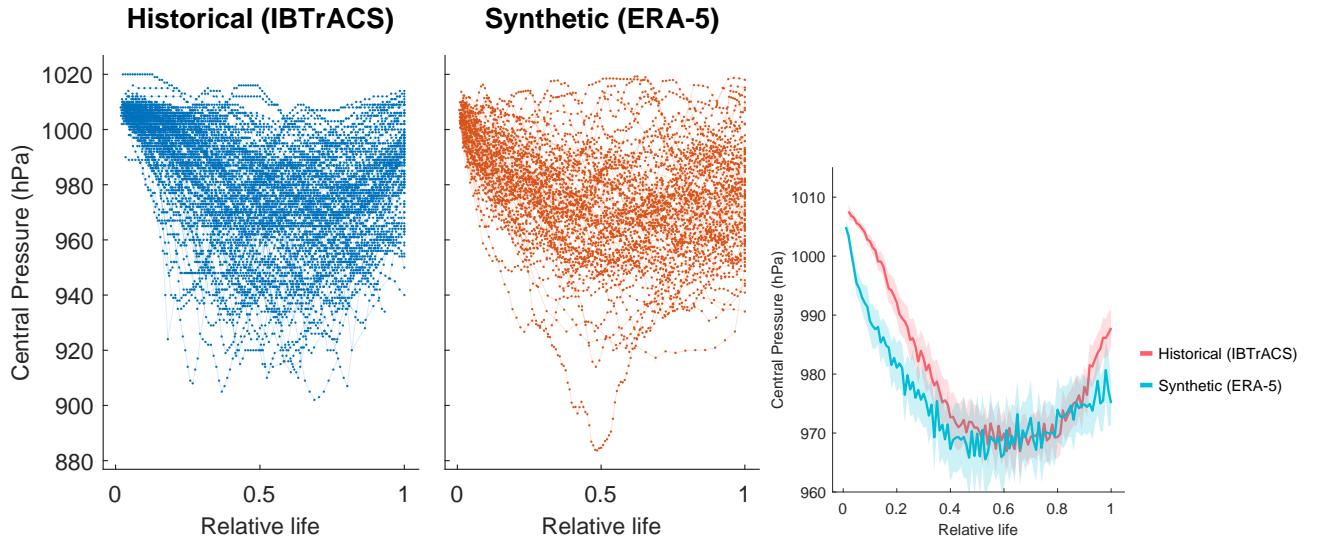 Historical (IBTrACS)
Synthetic (ERA-5)
1020
1000
980
960
940
920
900
880
Central Pressure (hPa)
0
0.5
1
Relative life
0
0.5
1
Relative life
1010
1000
990
980
970
960
Central Pressure (hPa)
0
0.2
0.4
0.6
0.8
1
Relative life
Historical (IBTrACS)
Synthetic (ERA-5)